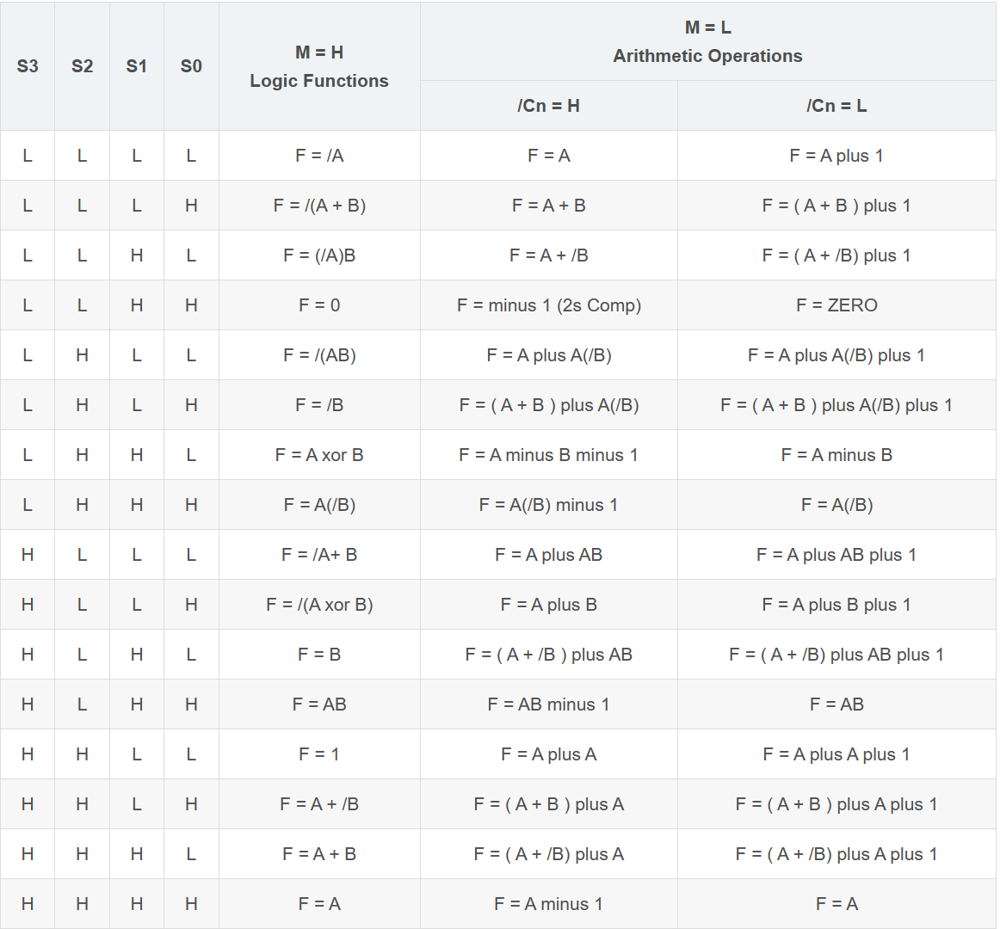 S3 S2 S1 S0 M = H Logic Functions M = L Arithmetic Operations
/Cn = H /Cn = L
L L L L F = /A F = A F = A plus 1
L L L H F = /(A + B) F = A + B F = ( A + B ) plus 1
L L H L F = (/A)B F = A + /B F = ( A + /B) plus 1
L L H H F = 0 F = minus 1 (2s Comp) F = ZERO
L H L L F = /(AB) F = A plus A(/B) F = A plus A(/B) plus 1
L H L H F = /B F = ( A + B ) plus A(/B) F = ( A + B ) plus A(/B) plus 1
L H H L F = A xor B F = A minus B minus 1 F = A minus B
L H H H F = A(/B) F = A(/B) minus 1 F = A(/B)
H L L L F = /A+ B F = A plus AB F = A plus AB plus 1
H L L H F = /(A xor B) F = A plus B F = A plus B plus 1
H L H L F = B F = ( A + /B ) plus AB F = ( A + /B) plus AB plus 1
H L H H F = AB F = AB minus 1 F = AB
H H L L F = 1 F = A plus A F = A plus A plus 1
H H L H F = A + /B F = ( A + B ) plus A F = ( A + B ) plus A plus 1
H H H L F = A + B F = ( A + /B) plus A F = ( A + /B) plus A plus 1
H H H H F = A F = A minus 1 F = A